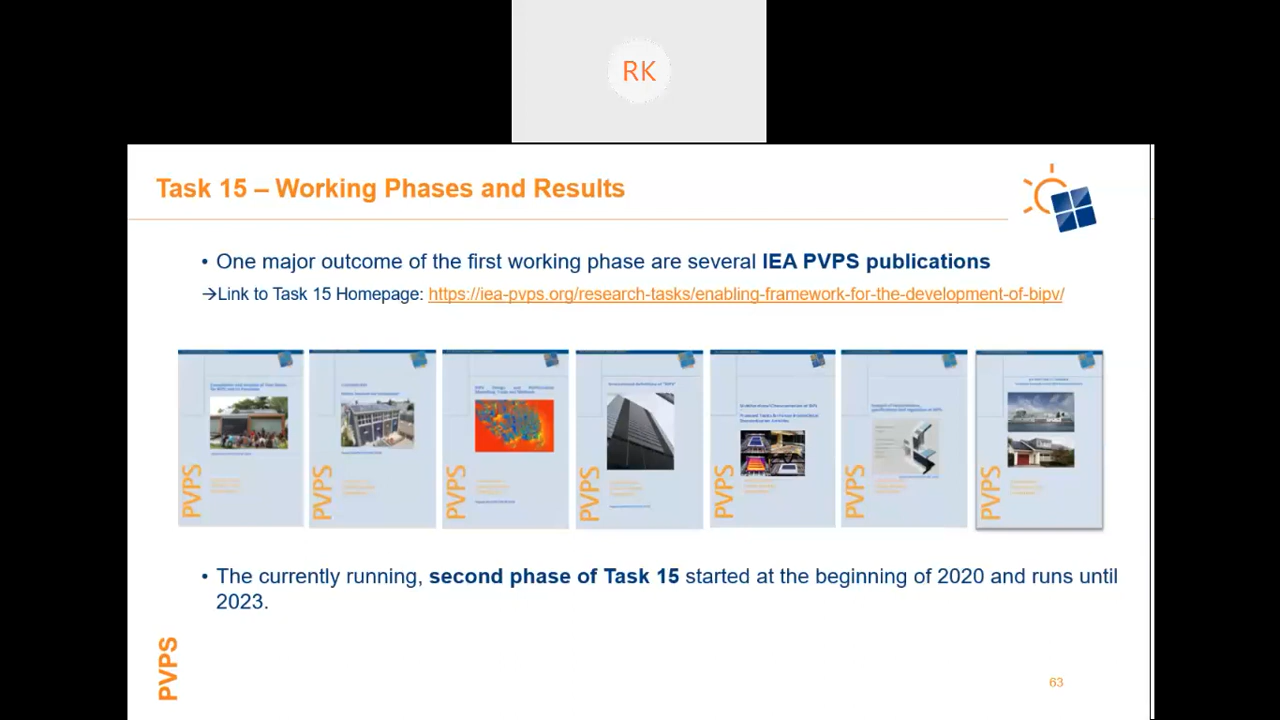 RK
Task 15 – Working Phases and Results
• One major outcome of the first working phase are several IEA PVPS publications
→Link to Task 15 Homepage: https://iea-pvps.org/research-tasks/enabling-framework-for-the-development-of-bipv/
PVPS
PVPS
PVPS
PVPS
PVPS
PVPS
PVPS
• The currently running, second phase of Task 15 started at the beginning of 2020 and runs until
2023.
PVPS
63